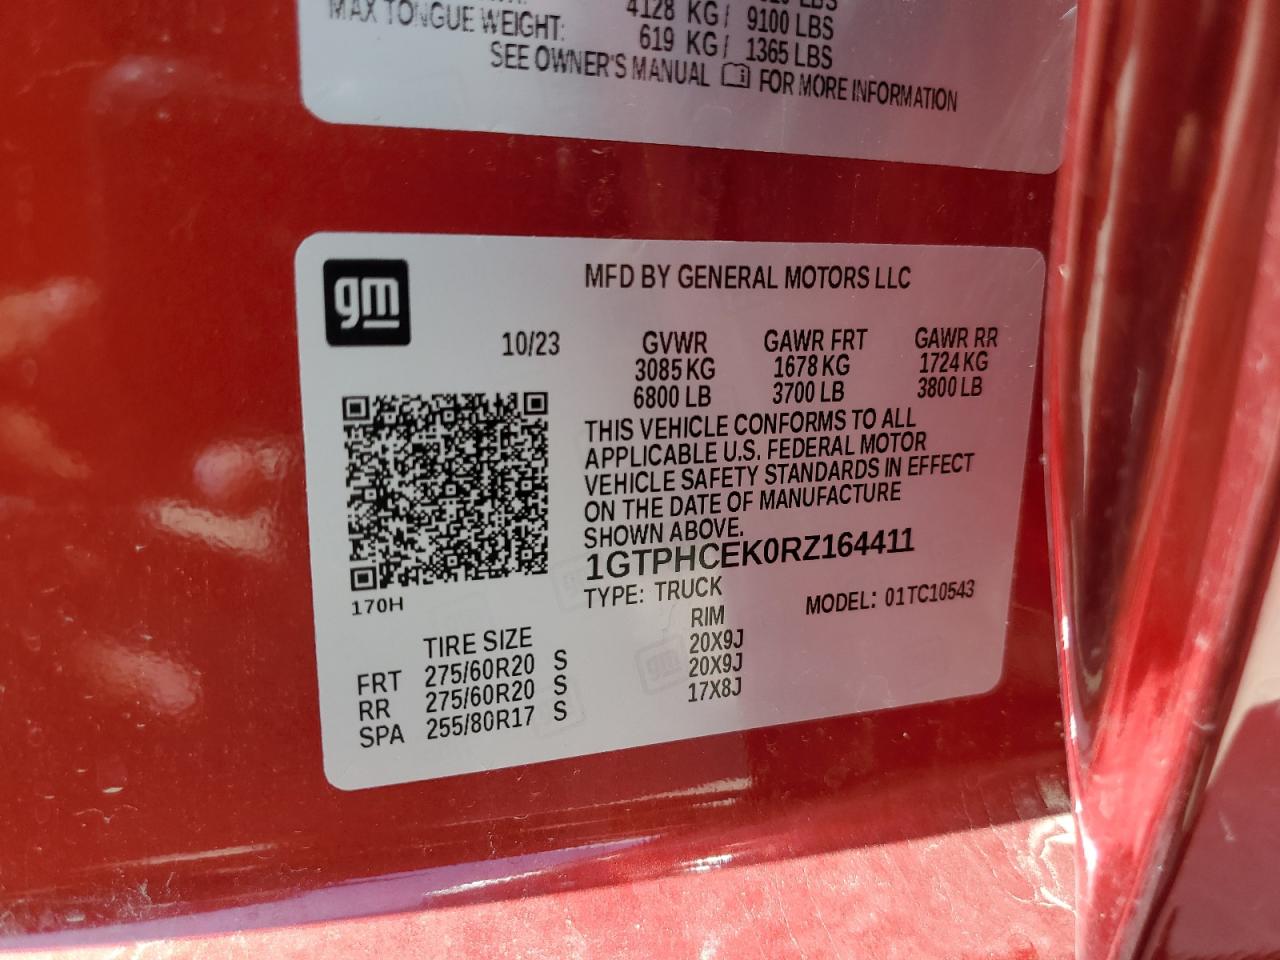 LBS
MAX TONGUE WEIGHT: 4128 KG / 9100 LBS
619 KG / 1365 LBS
SEE OWNER'S MANUAL FOR MORE INFORMATION
gm
MFD BY GENERAL MOTORS LLC
10/23 GVWR GAWR FRT GAWR RR
3085 KG 1678 KG 1724 KG
6800 LB 3700 LB 3800 LB
THIS VEHICLE CONFORMS TO ALL
APPLICABLE U.S. FEDERAL MOTOR
VEHICLE SAFETY STANDARDS IN EFFECT
ON THE DATE OF MANUFACTURE
SHOWN ABOVE.
1GTPHCEK0RZ164411
170H
TYPE: TRUCK MODEL: 01TC10543
TIRE SIZE RIM
FRT 275/60R20 S 20X9J
RR 275/60R20 S 20X9J
SPA 255/80R17 S 17X8J